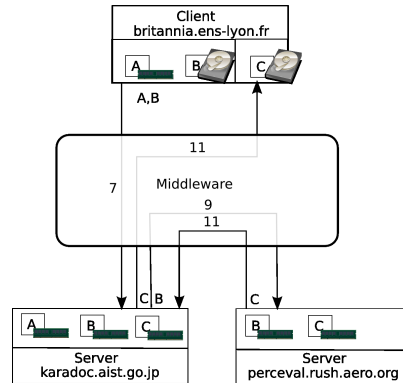 Client
britannia.ens-lyon.fr
A
B
C
A,B
11
7
Middleware
9
11
C B
C
A
B
C
B
C
Server
karadoc.aist.go.jp
Server
perceval.rush.aero.org